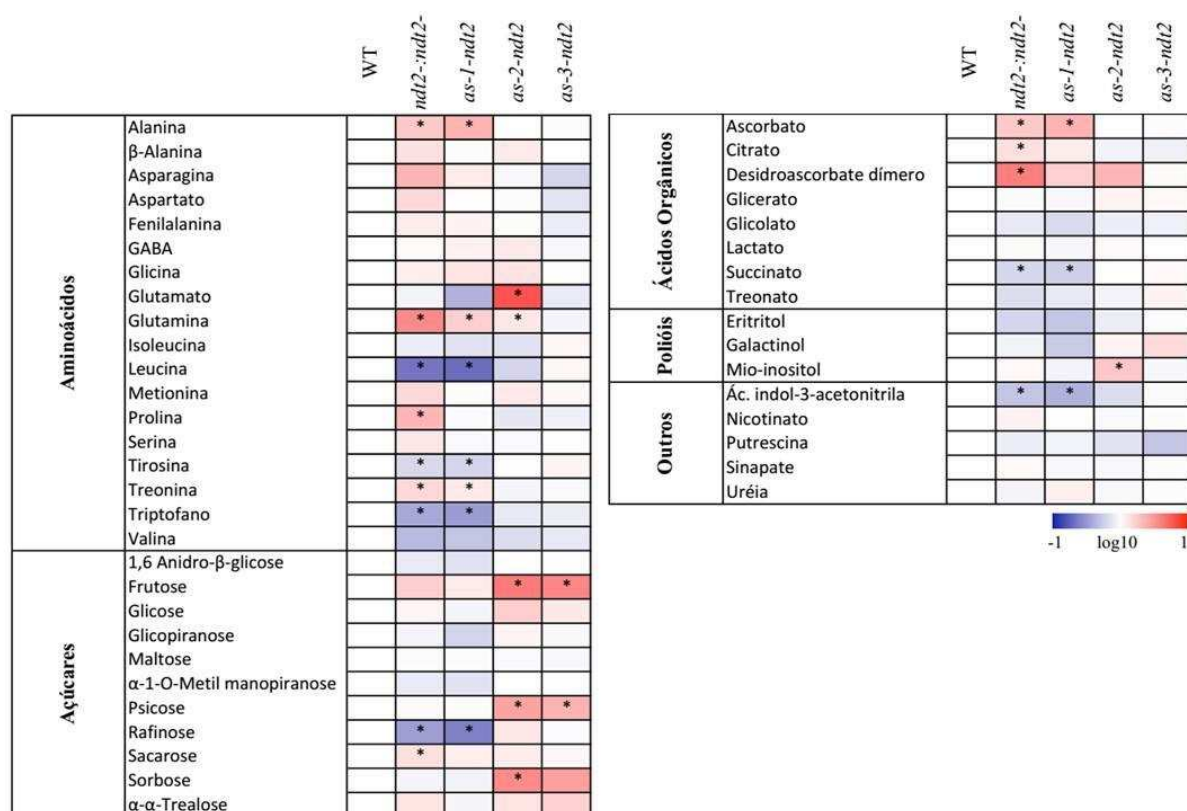 WT ndt2-:ndt2- as-1-ndt2 as-2-ndt2 as-3-ndt2
Aminoácidos
Alanina * *
β-Alanina
Asparagina
Aspartato
Fenilalanina
GABA
Glicina
Glutamato *
Glutamina * * *
Isoleucina
Leucina * *
Metionina
Prolina *
Serina
Tirosina * *
Treonina * *
Triptofano * *
Valina
Açúcares
1,6 Anidro-β-glicose
Frutose * *
Glicose
Glicopiranose
Maltose
α-1-O-Metil manopiranose
Psicose * *
Rafinose * *
Sacarose *
Sorbose *
α-α-Trealose
WT ndt2-:ndt2- as-1-ndt2 as-2-ndt2 as-3-ndt2
Ácidos Orgânicos
Ascorbato * *
Citrato *
Desidroascorbate dímero *
Glicerato
Glicolato
Lactato
Succinato * *
Treonato
Polióis
Eritritol
Galactinol
Mio-inositol *
Outros
Ác. indol-3-acetonitrila * *
Nicotinato
Putrescina
Sinapate
Uréia
-1 log10 1